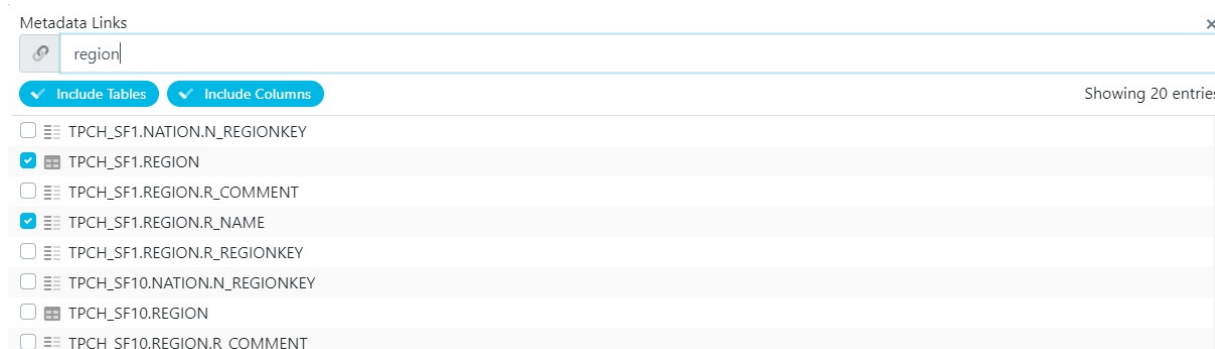 Metadata Links
region
Include Tables Include Columns Showing 20 entries
TPCH_SF1.NATION.N_REGIONKEY
TPCH_SF1.REGION
TPCH_SF1.REGION.R_COMMENT
TPCH_SF1.REGION.R_NAME
TPCH_SF1.REGION.R_REGIONKEY
TPCH_SF10.NATION.N_REGIONKEY
TPCH_SF10.REGION
TPCH_SF10.REGION.R_COMMENT